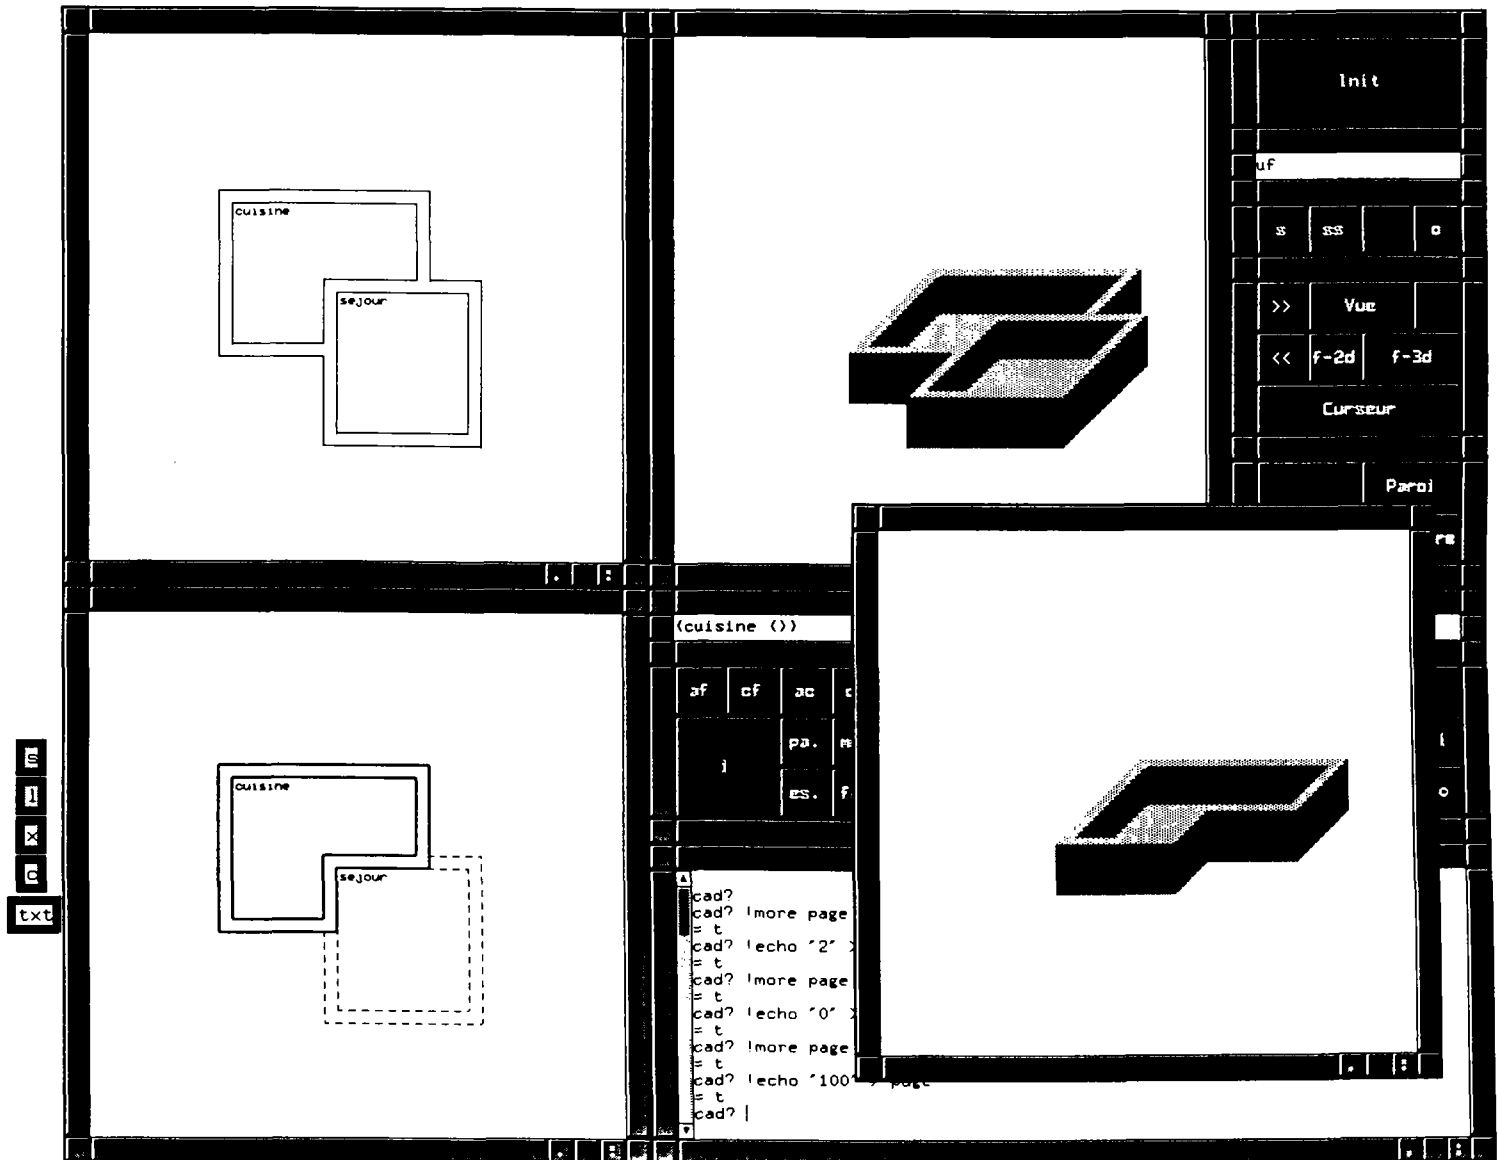 Init
uf
s ss o
cuisine
sejour
>> Vue
<< f-2d f-3d
Curseur
Paroi
(cuisine ())
af cf ac
pa.
i
es.
cuisine
sejour
x
txt
cad?
cad? !more page
= t
cad? !echo "2" >
= t
cad? !more page
= t
cad? !echo "0" >
= t
cad? !more page
= t
cad? !echo "100" > page
= t
cad?